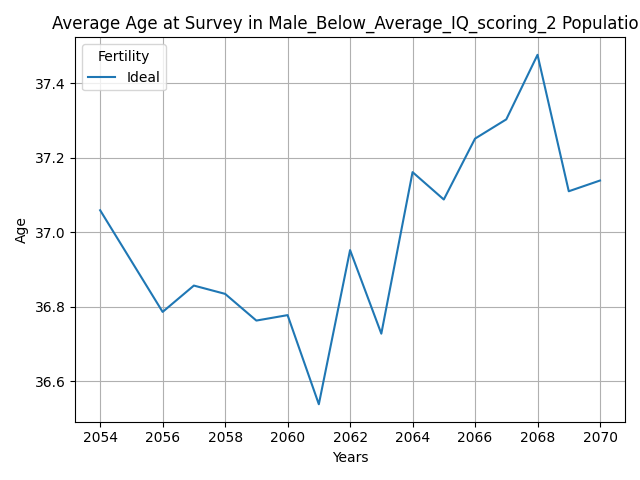 Average Age at Survey in Male_Below_Average_IQ_scoring_2 Populatio
Fertility
Ideal
37.4
37.2
37.0
36.8
36.6
Age
2054 2056 2058 2060 2062 2064 2066 2068 2070
Years